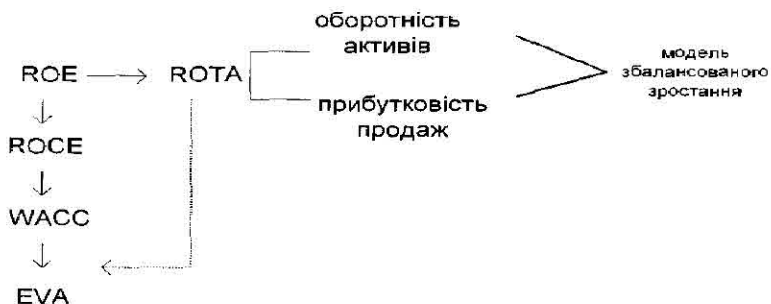 оборотність
активів
ROE
ROTA
модель
збалансованого
зростання
прибутковість
продаж
ROCE
WACC
EVA